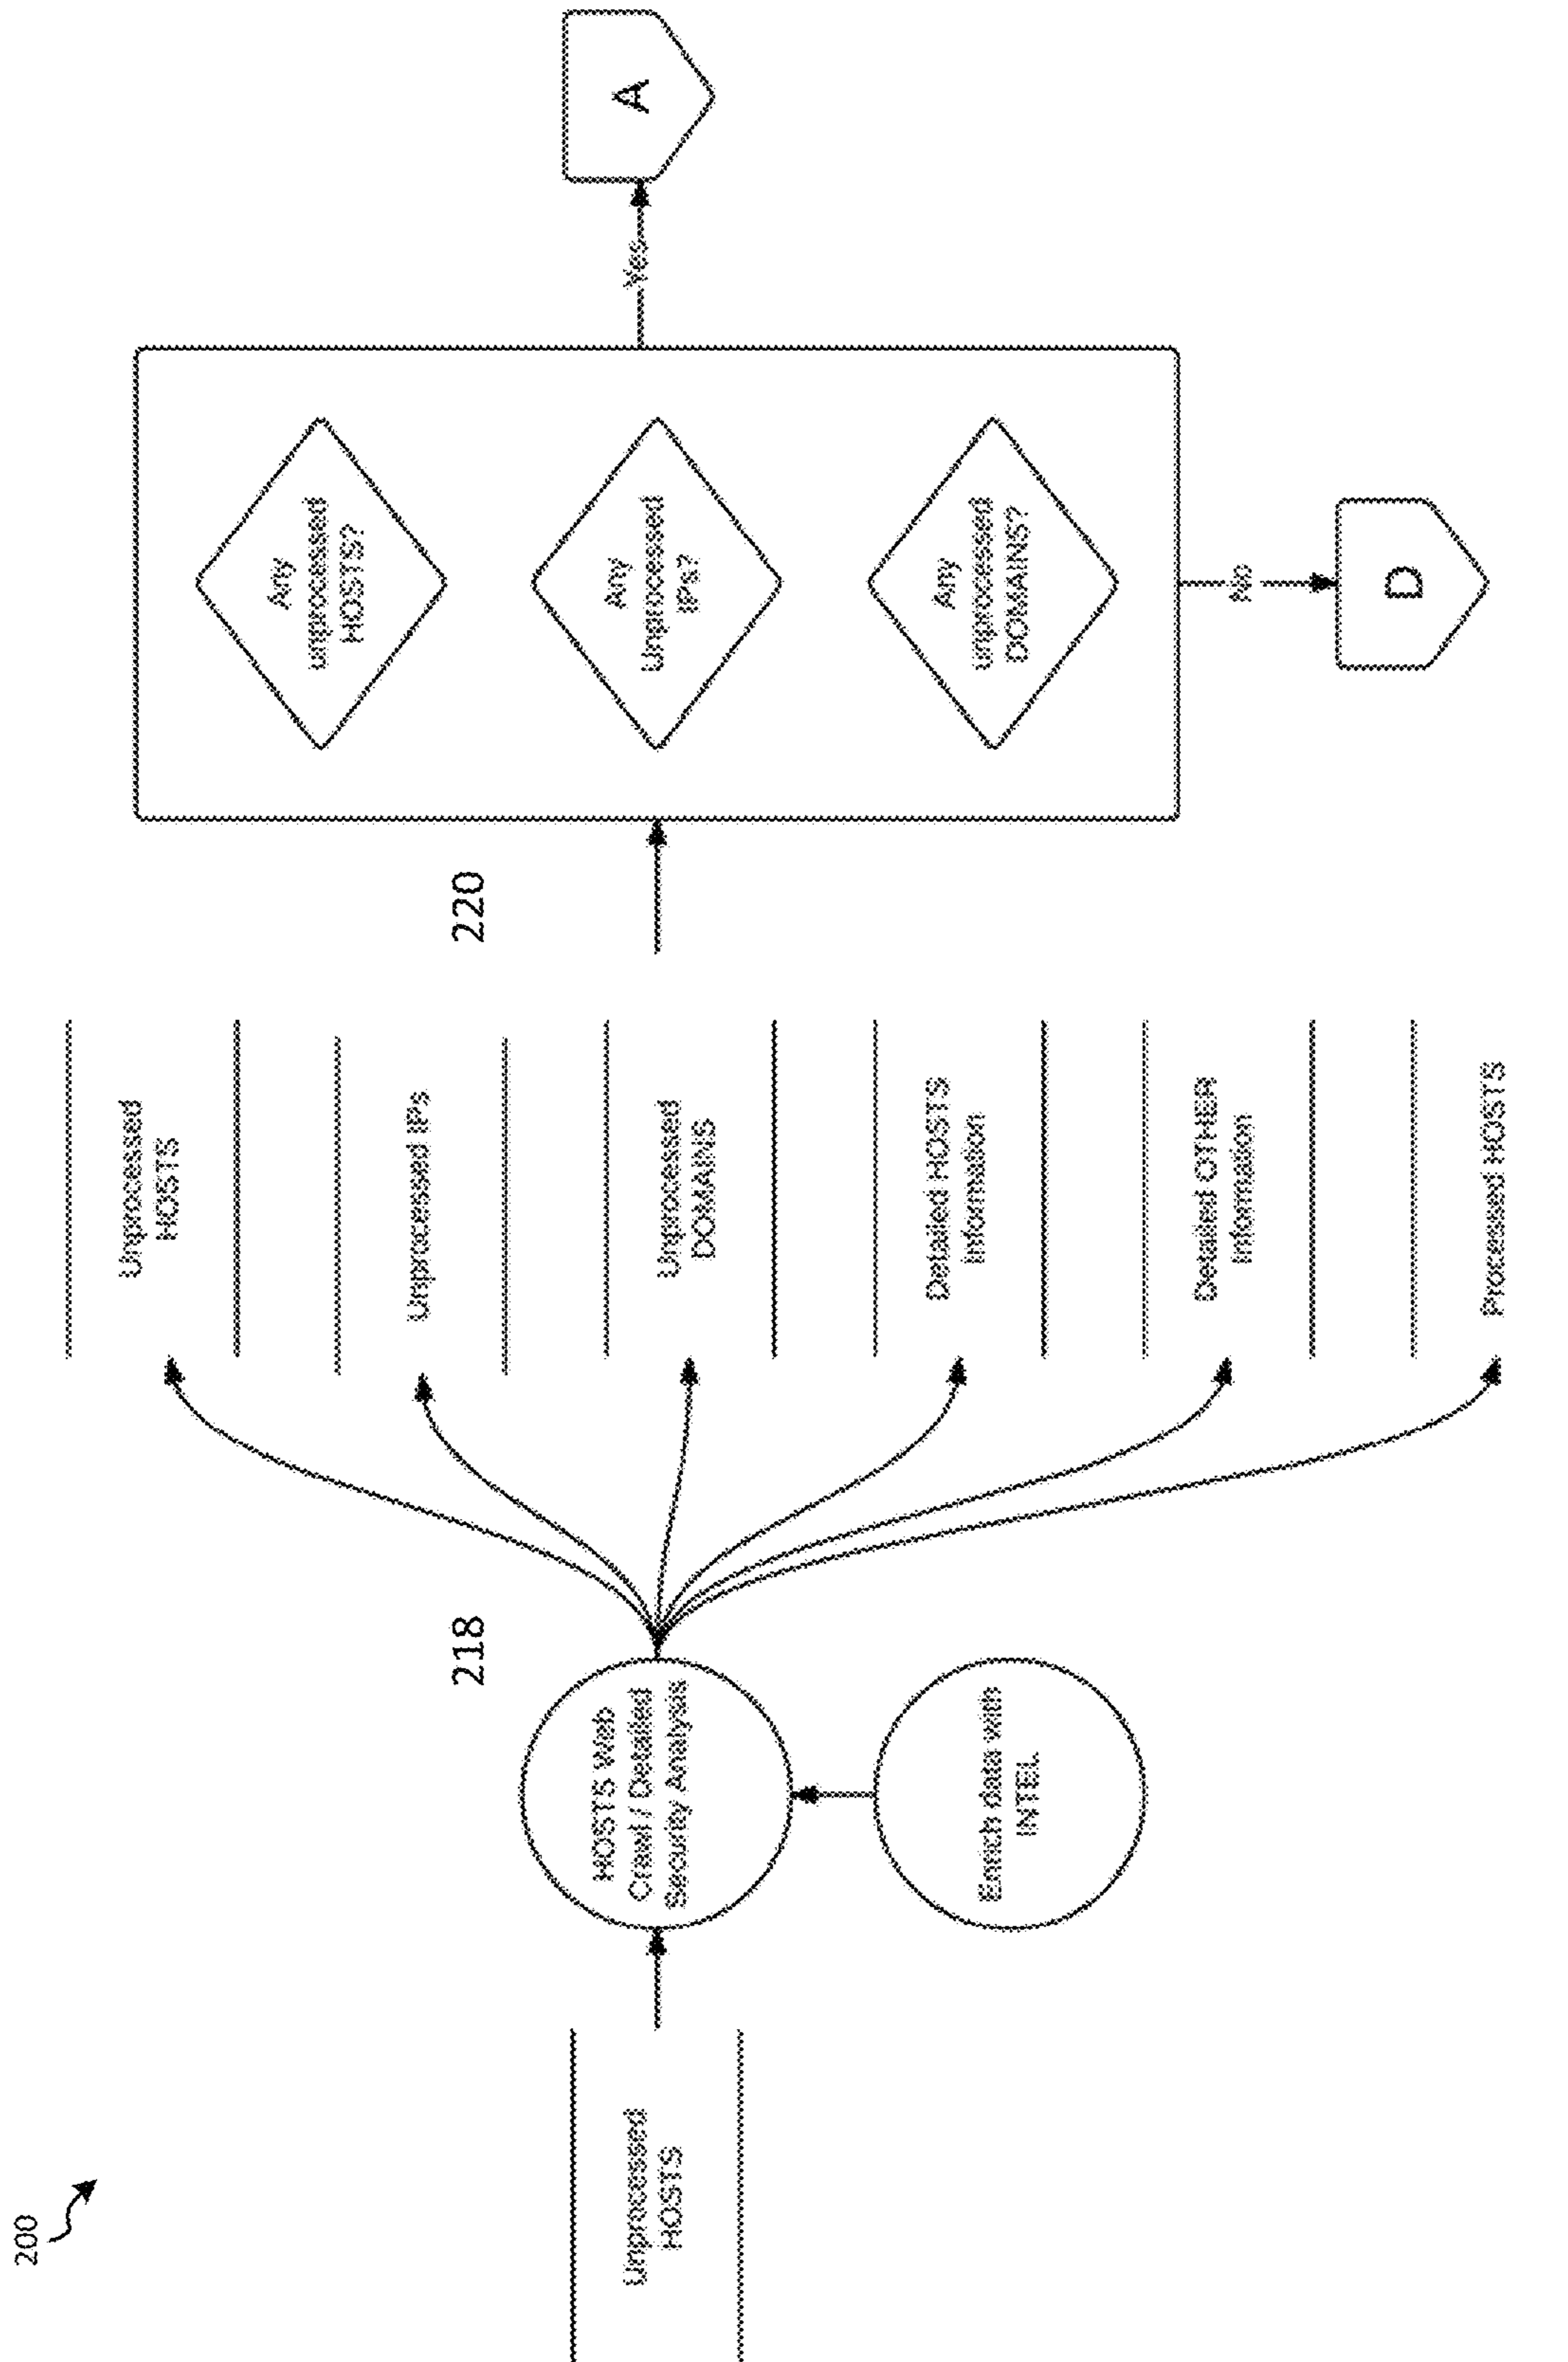 200
Unprocessed
HOSTS
218
HOSTS Web
Crawl / Detailed
Security Analysis
Enrich data with
INTEL
Unprocessed
HOSTS
Unprocessed IPs
Unprocessed
DOMAINS
Detailed HOSTS
Information
Detailed OTHER
Information
Processed HOSTS
220
Any
unprocessed
HOSTS?
Any
Unprocessed
IPs?
Any
unprocessed
DOMAINS?
Yes
A
No
D